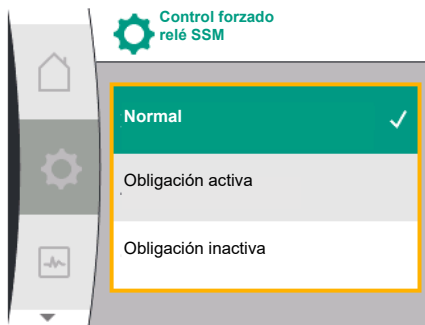 Control forzado
relé SSM
Normal
Obligación activa
Obligación inactiva